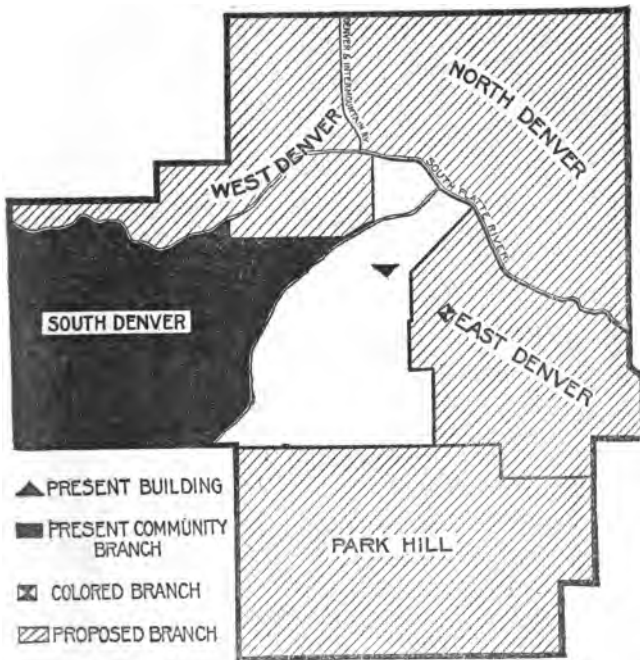 DENVER & INTERMOUNTAIN RY.
NORTH DENVER
WEST DENVER
SOUTH PLATTE RIVER
SOUTH DENVER
EAST DENVER
PARK HILL
PRESENT BUILDING
PRESENT COMMUNITY
BRANCH
COLORED BRANCH
PROPOSED BRANCH